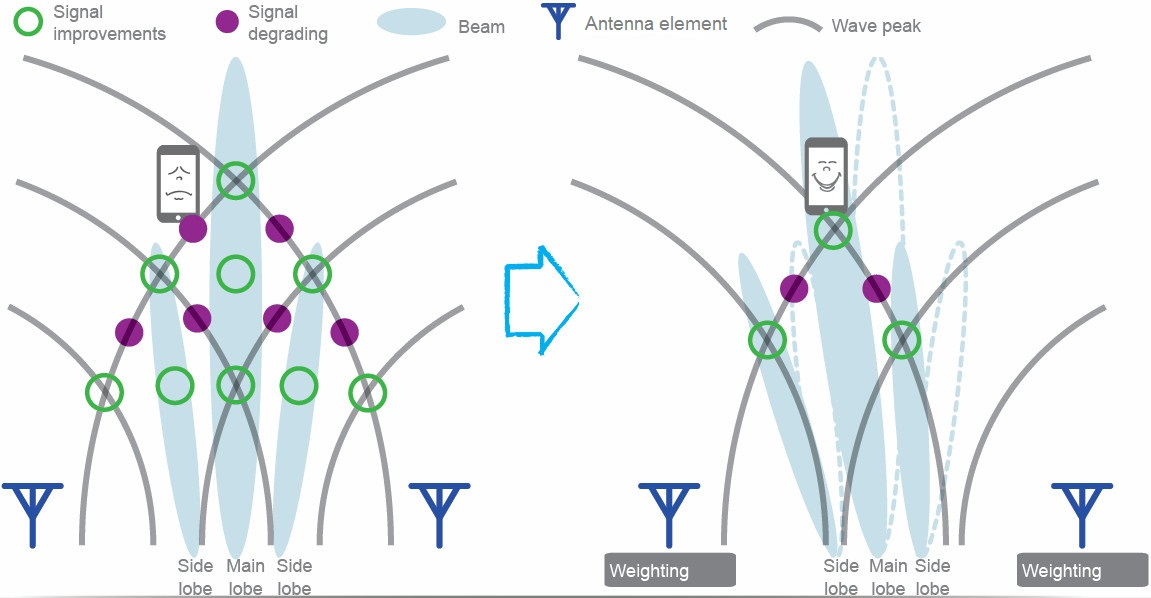 Signal
improvements
Signal
degrading
Beam
Antenna element
Wave peak
Side
lobe
Main
lobe
Side
lobe
Weighting
Side
lobe
Main
lobe
Side
lobe
Weighting